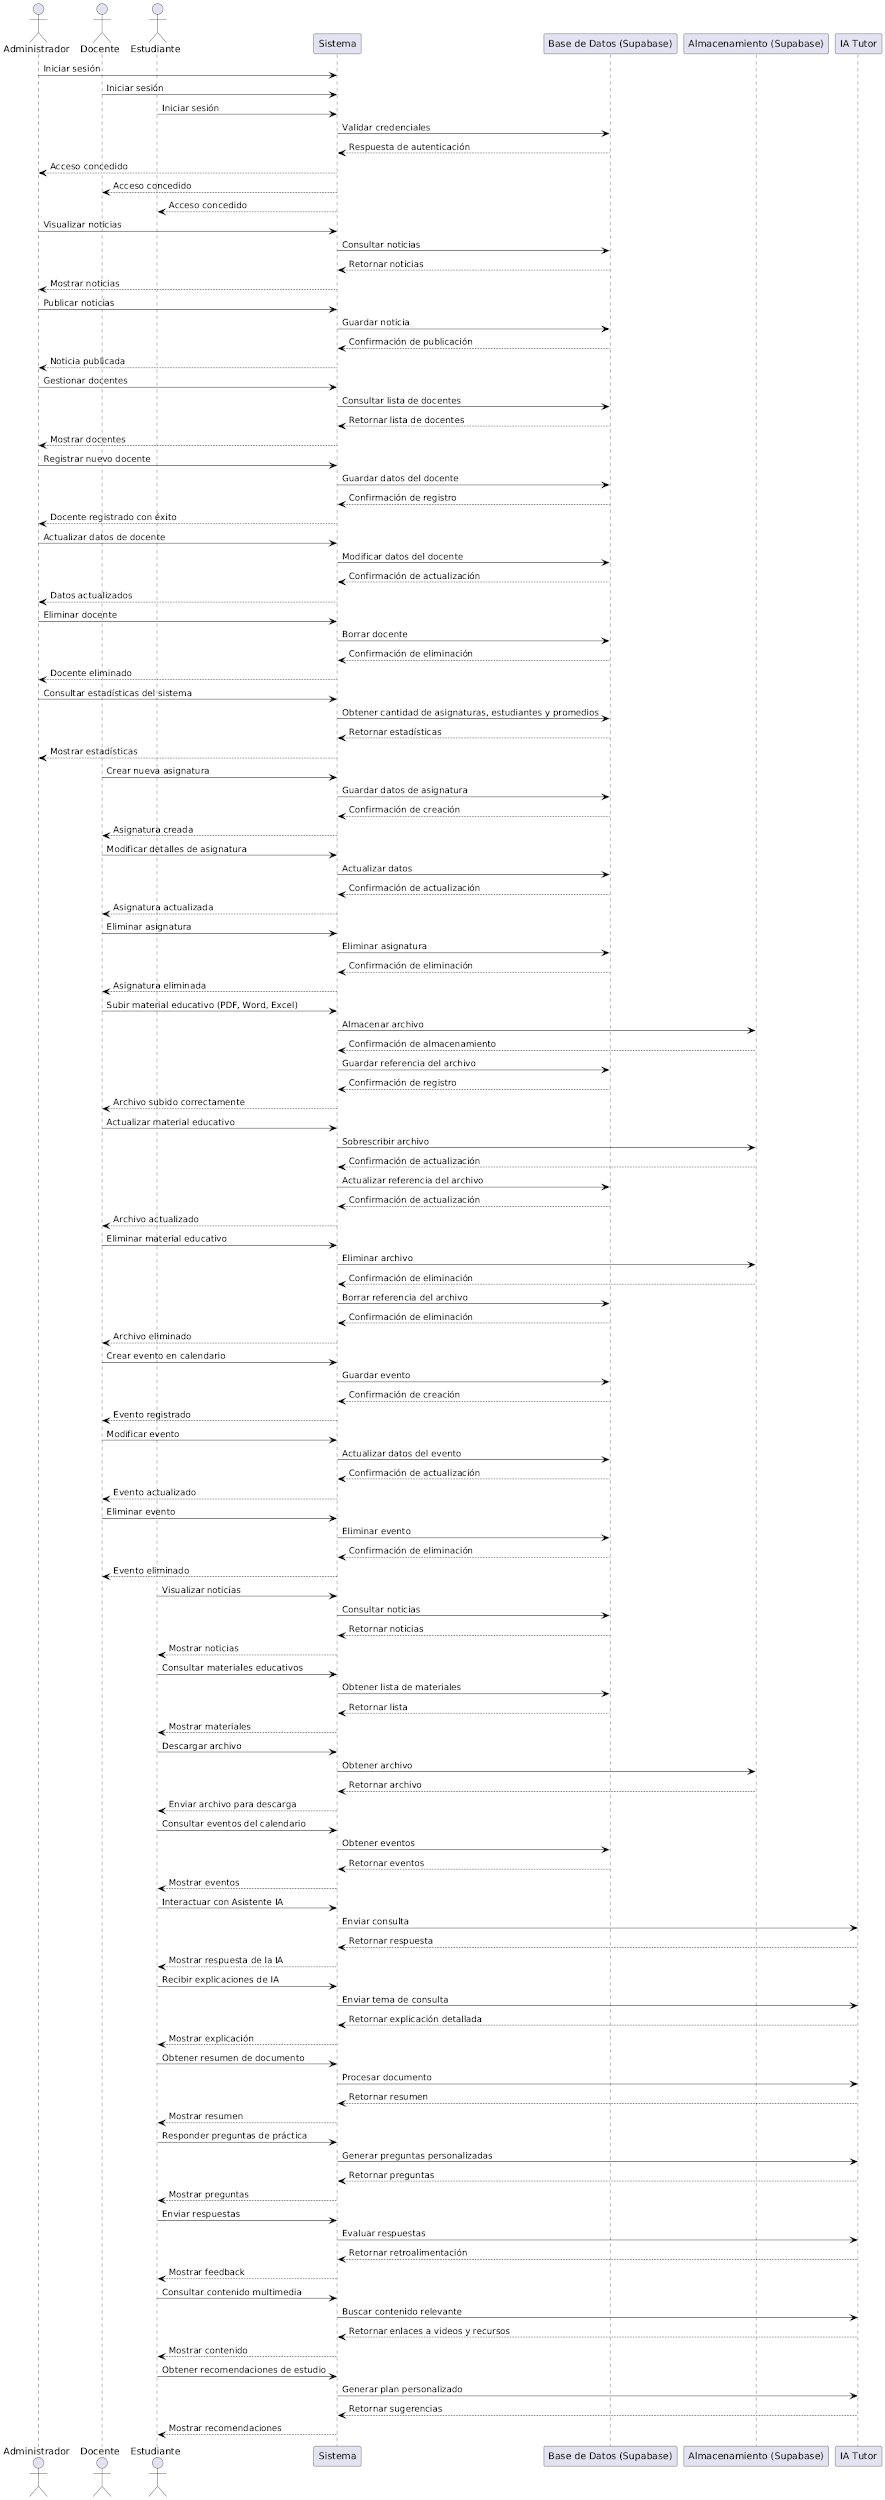 Administrador Docente Estudiante Sistema Base de Datos (Supabase) Almacenamiento (Supabase) IA Tutor
Iniciar sesión
Iniciar sesión
Iniciar sesión
Validar credenciales
Respuesta de autenticación
Acceso concedido
Acceso concedido
Acceso concedido
Visualizar noticias
Consultar noticias
Retornar noticias
Mostrar noticias
Publicar noticias
Guardar noticia
Confirmación de publicación
Noticia publicada
Gestionar docentes
Consultar lista de docentes
Retornar lista de docentes
Mostrar docentes
Registrar nuevo docente
Guardar datos del docente
Confirmación de registro
Docente registrado con éxito
Actualizar datos de docente
Modificar datos del docente
Confirmación de actualización
Datos actualizados
Eliminar docente
Borrar docente
Confirmación de eliminación
Docente eliminado
Consultar estadísticas del sistema
Obtener cantidad de asignaturas, estudiantes y promedios
Retornar estadísticas
Mostrar estadísticas
Crear nueva asignatura
Guardar datos de asignatura
Confirmación de creación
Asignatura creada
Modificar detalles de asignatura
Actualizar datos
Confirmación de actualización
Asignatura actualizada
Eliminar asignatura
Eliminar asignatura
Confirmación de eliminación
Asignatura eliminada
Subir material educativo (PDF, Word, Excel)
Almacenar archivo
Confirmación de almacenamiento
Guardar referencia del archivo
Confirmación de registro
Archivo subido correctamente
Actualizar material educativo
Sobrescribir archivo
Confirmación de actualización
Actualizar referencia del archivo
Confirmación de actualización
Archivo actualizado
Eliminar material educativo
Eliminar archivo
Confirmación de eliminación
Borrar referencia del archivo
Confirmación de eliminación
Archivo eliminado
Crear evento en calendario
Guardar evento
Confirmación de creación
Evento registrado
Modificar evento
Actualizar datos del evento
Confirmación de actualización
Evento actualizado
Eliminar evento
Eliminar evento
Confirmación de eliminación
Evento eliminado
Visualizar noticias
Consultar noticias
Retornar noticias
Mostrar noticias
Consultar materiales educativos
Obtener lista de materiales
Retornar lista
Mostrar materiales
Descargar archivo
Obtener archivo
Retornar archivo
Enviar archivo para descarga
Consultar eventos del calendario
Obtener eventos
Retornar eventos
Mostrar eventos
Interactuar con Asistente IA
Enviar consulta
Retornar respuesta
Mostrar respuesta de la IA
Recibir explicaciones de IA
Enviar tema de consulta
Retornar explicación detallada
Mostrar explicación
Obtener resumen de documento
Procesar documento
Retornar resumen
Mostrar resumen
Responder preguntas de práctica
Generar preguntas personalizadas
Retornar preguntas
Mostrar preguntas
Enviar respuestas
Evaluar respuestas
Retornar retroalimentación
Mostrar feedback
Consultar contenido multimedia
Buscar contenido relevante
Retornar enlaces a videos y recursos
Mostrar contenido
Obtener recomendaciones de estudio
Generar plan personalizado
Retornar sugerencias
Mostrar recomendaciones
Administrador Docente Estudiante Sistema Base de Datos (Supabase) Almacenamiento (Supabase) IA Tutor